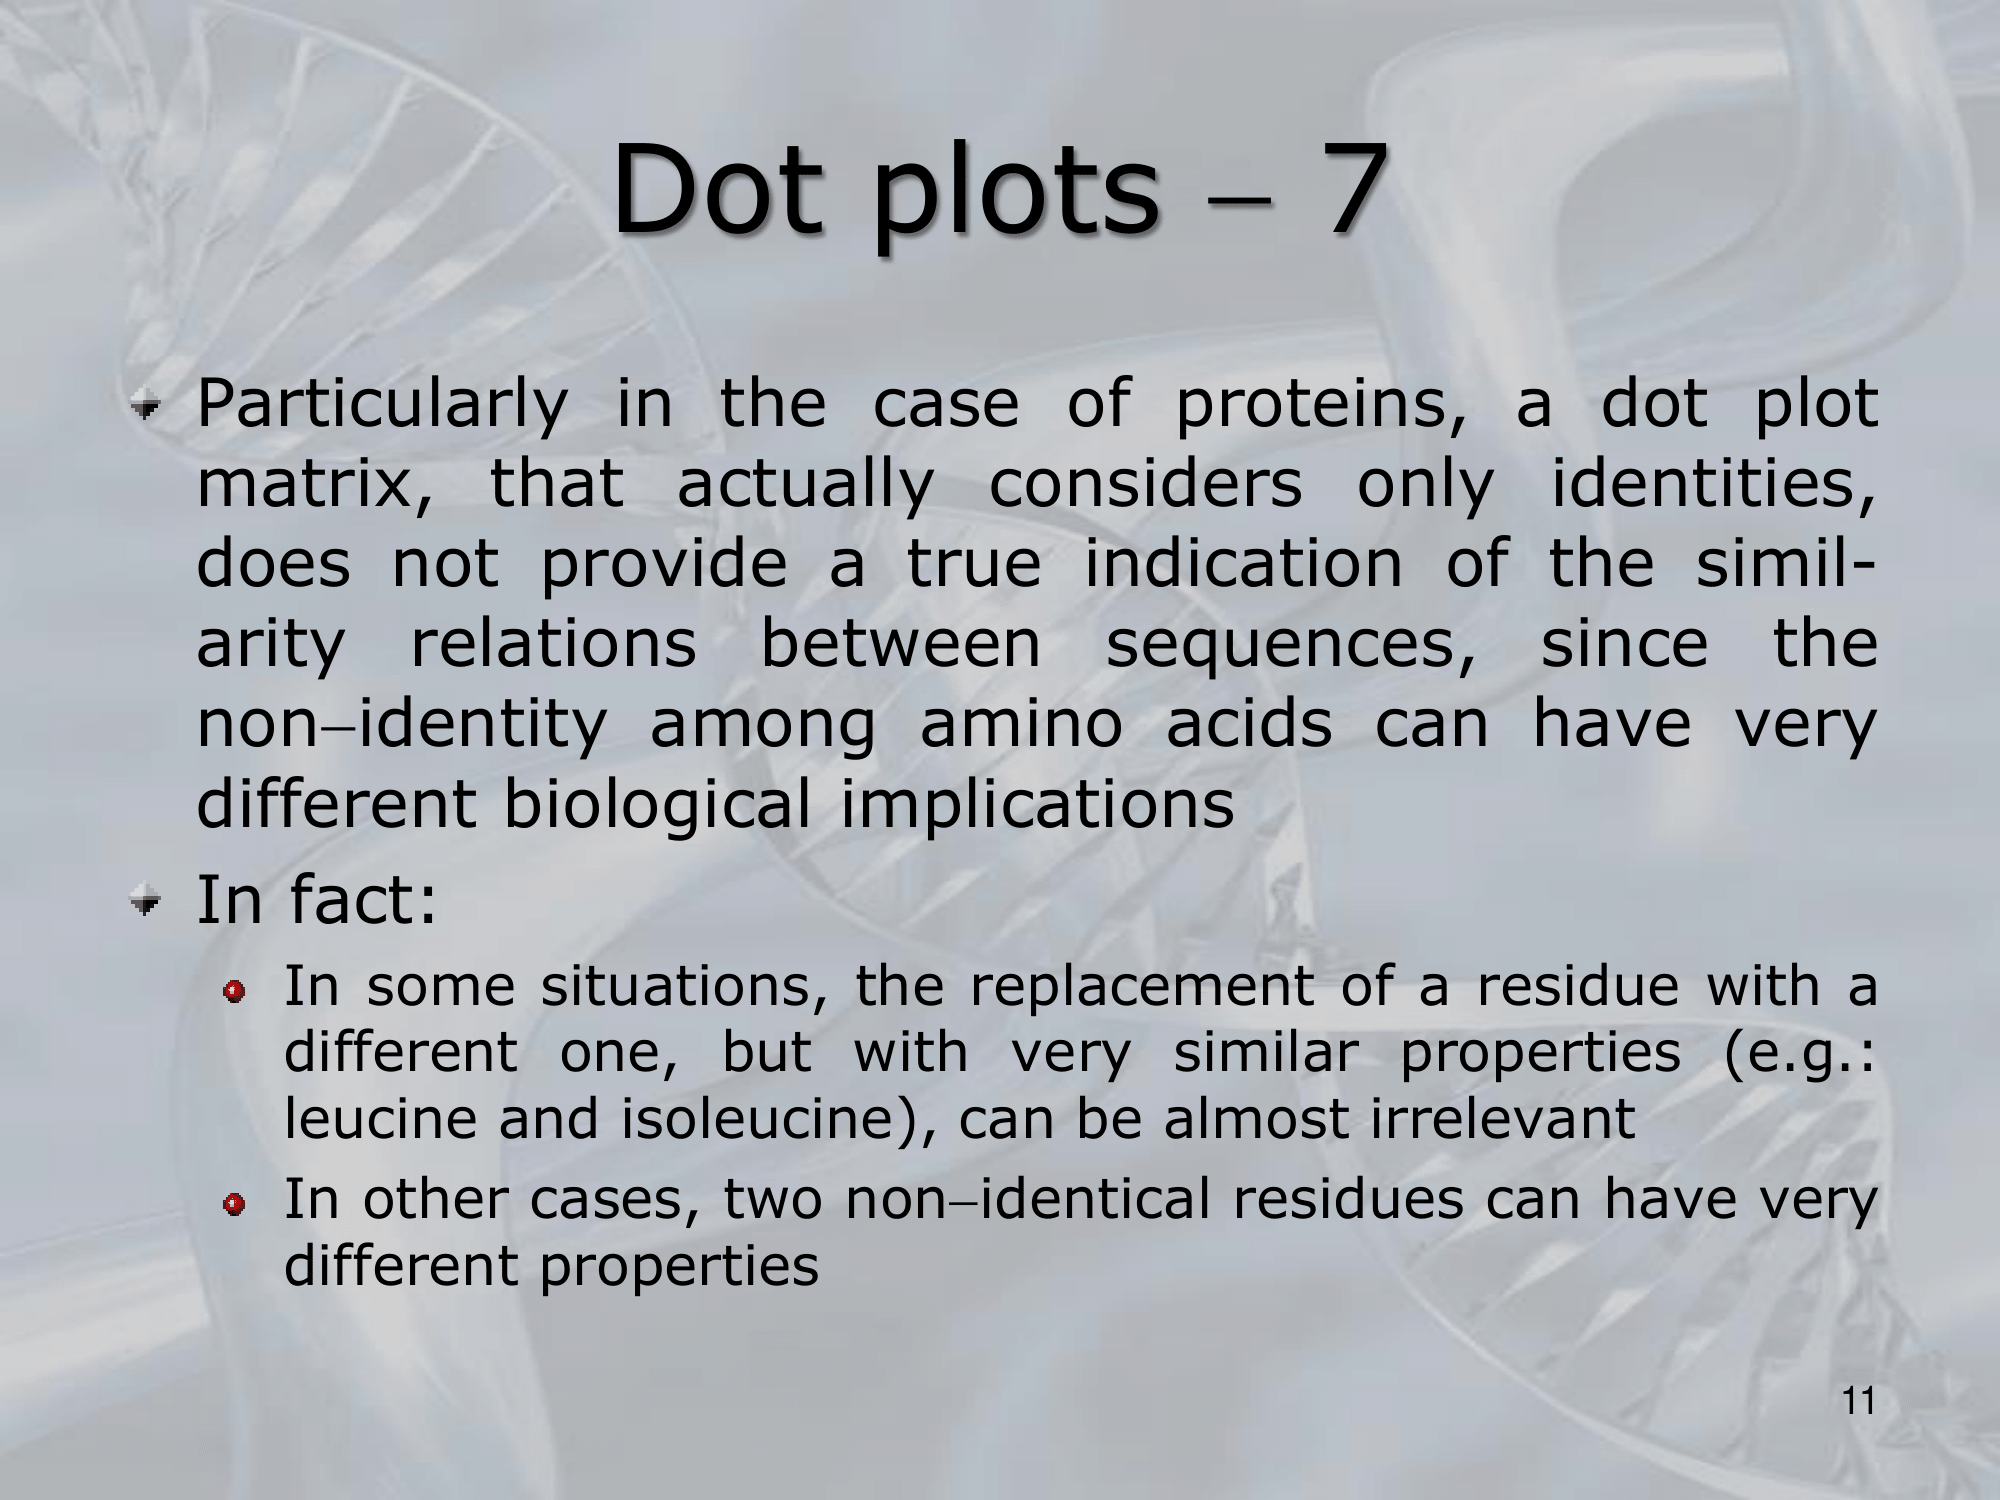 Dot plots – 7
Particularly in the case of proteins, a dot plot
matrix, that actually considers only identities,
does not provide a true indication of the simil-
arity relations between sequences, since the
non–identity among amino acids can have very
different biological implications
In fact:
In some situations, the replacement of a residue with a
different one, but with very similar properties (e.g.:
leucine and isoleucine), can be almost irrelevant
In other cases, two non–identical residues can have very
different properties
11